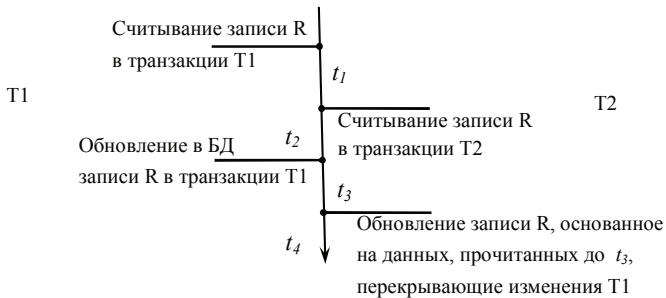 Считывание записи R
в транзакции T1
t1
T1
T2
Считывание записи R
в транзакции T2
t2
Обновление в БД
записи R в транзакции T1
t3
Обновление записи R, основанное
на данных, прочитанных до t3,
перекрывающие изменения T1
t4